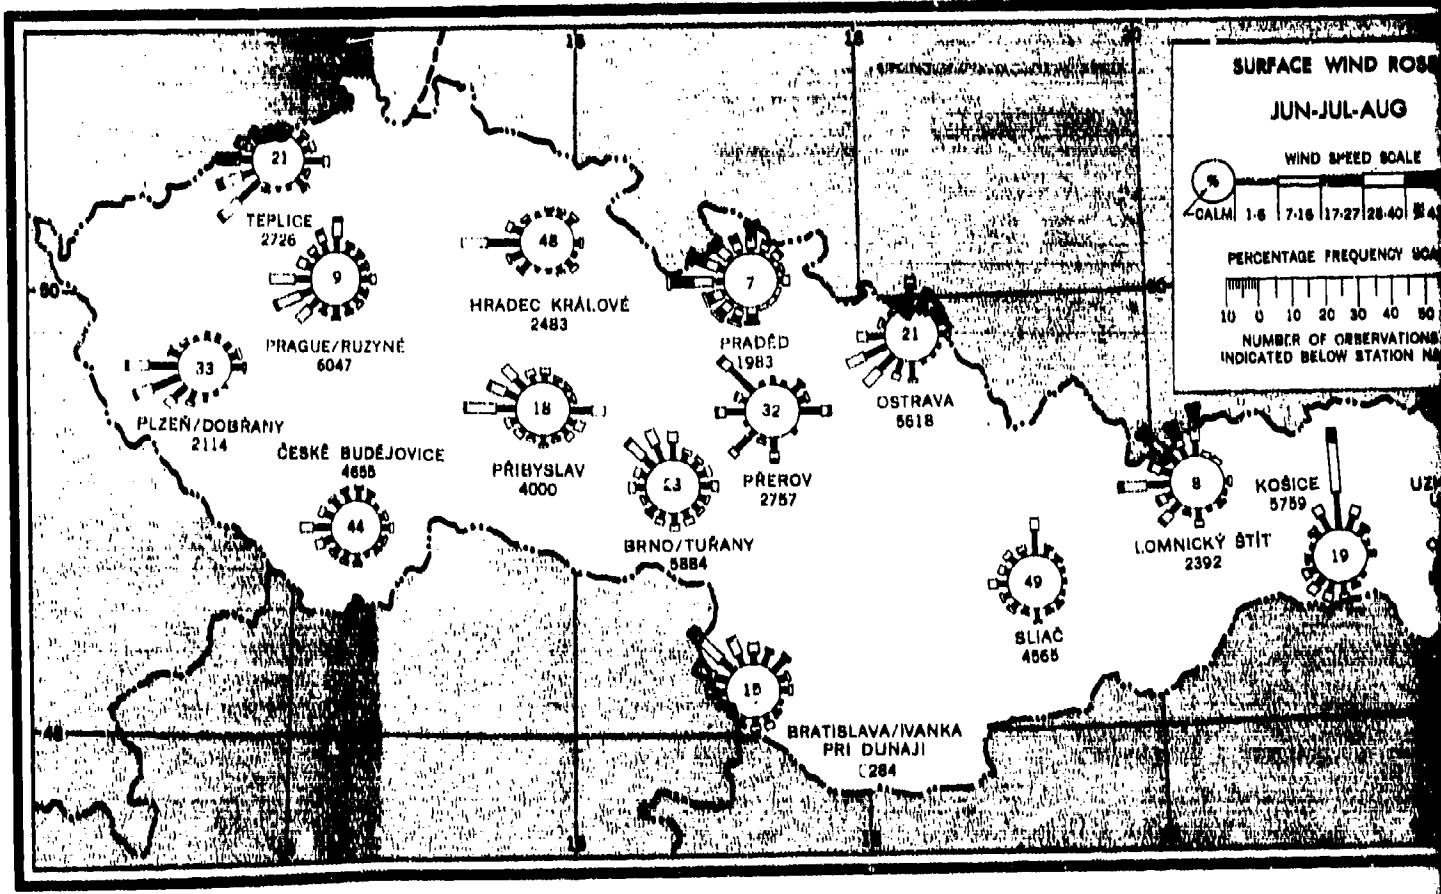 SURFACE WIND ROSE
JUN-JUL-AUG
WIND SPEED SCALE
%
CALM 1-6 7-16 17-27 28-40
PERCENTAGE FREQUENCY
10 0 10 20 30 40 50
NUMBER OF OBSERVATIONS
INDICATED BELOW STATION
21
TEPLICE
2726
9
PRAGUE/RUZYNĚ
6047
48
HRADEC KRÁLOVÉ
2483
7
PRADĚD
1983
21
OSTRAVA
5618
33
PLZEŇ/DOBŘANY
2114
18
PŘIBYSLAV
4000
32
PŘEROV
2757
ČESKÉ BUDĚJOVICE
4655
44
BRNO/TUŘANY
5884
8
LOMNICKÝ ŠTÍT
2392
KOŠICE
5759
19
49
SLIAČ
4565
15
BRATISLAVA/IVANKA
PRI DUNAJI
50
48